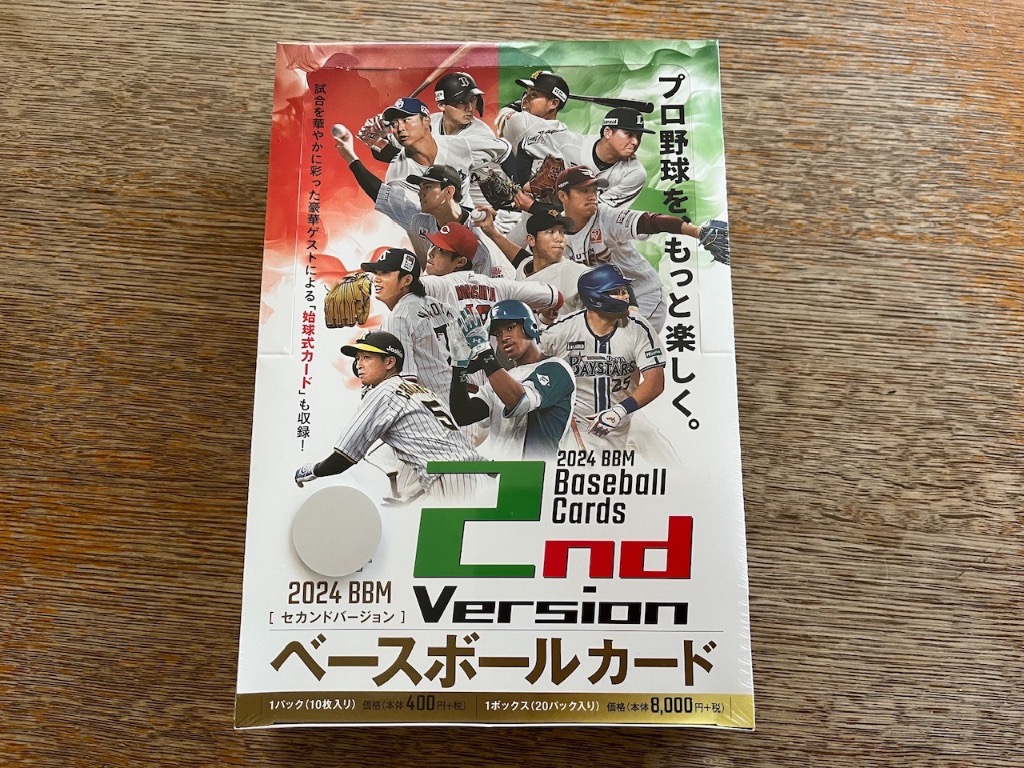 プロ野球を、もっと楽しく。
試合を華やかに彩った豪華ゲストによる「始球式カード」も収録！
DAYSTARS
25
5
7
2024 BBM
Baseball
Cards
2nd
Version
2024 BBM
［ セカンドバージョン ］
ベースボールカード
1パック（10枚入り） 価格（本体400円+税） 1ボックス（20パック入り） 価格（本体8,000円+税）